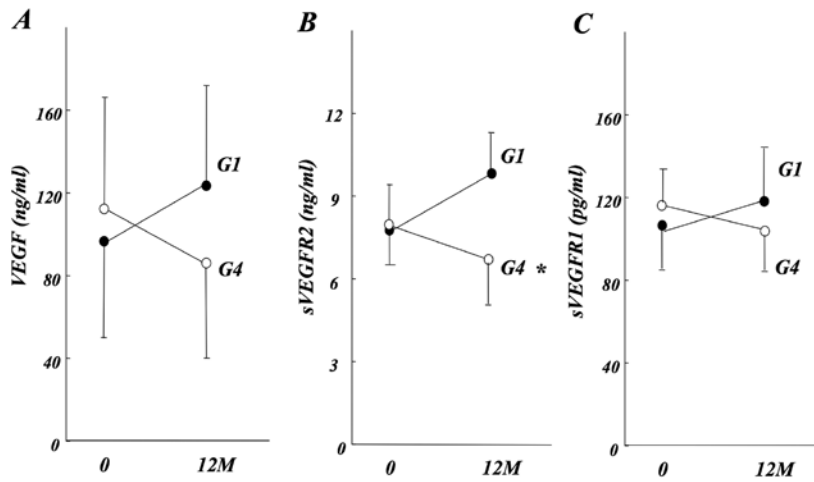 A
VEGF (ng/ml)
160
120
80
40
0
G1
G4
0 12M
B
sVEGFR2 (ng/ml)
12
9
6
3
0
G1
G4 *
0 12M
C
sVEGFR1 (pg/ml)
160
120
80
40
0
G1
G4
0 12M